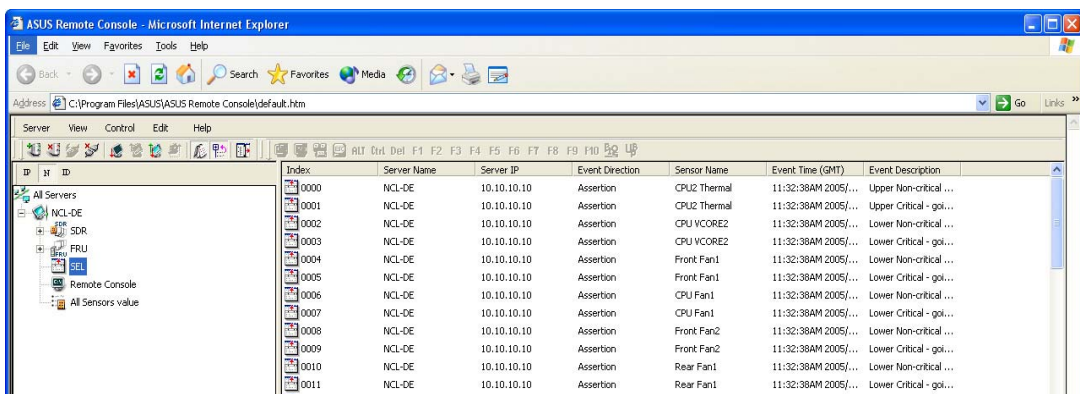 ASUS Remote Console - Microsoft Internet Explorer
File Edit View Favorites Tools Help
Back Search Favorites Media
Address C:\Program Files\ASUS\ASUS Remote Console\default.htm Go Links »
Server View Control Edit Help
ALT Ctrl Del F1 F2 F3 F4 F5 F6 F7 F8 F9 F10
IP N ID
All Servers
NCL-DE
SDR SDR
FRU FRU
SEL
Remote Console
All Sensors value
Index Server Name Server IP Event Direction Sensor Name Event Time (GMT) Event Description
0000 NCL-DE 10.10.10.10 Assertion CPU2 Thermal 11:32:38AM 2005/... Upper Non-critical ...
0001 NCL-DE 10.10.10.10 Assertion CPU2 Thermal 11:32:38AM 2005/... Upper Critical - goi...
0002 NCL-DE 10.10.10.10 Assertion CPU VCORE2 11:32:38AM 2005/... Lower Non-critical ...
0003 NCL-DE 10.10.10.10 Assertion CPU VCORE2 11:32:38AM 2005/... Lower Critical - goi...
0004 NCL-DE 10.10.10.10 Assertion Front Fan1 11:32:38AM 2005/... Lower Non-critical ...
0005 NCL-DE 10.10.10.10 Assertion Front Fan1 11:32:38AM 2005/... Lower Critical - goi...
0006 NCL-DE 10.10.10.10 Assertion CPU Fan1 11:32:38AM 2005/... Lower Non-critical ...
0007 NCL-DE 10.10.10.10 Assertion CPU Fan1 11:32:38AM 2005/... Lower Critical - goi...
0008 NCL-DE 10.10.10.10 Assertion Front Fan2 11:32:38AM 2005/... Lower Non-critical ...
0009 NCL-DE 10.10.10.10 Assertion Front Fan2 11:32:38AM 2005/... Lower Critical - goi...
0010 NCL-DE 10.10.10.10 Assertion Rear Fan1 11:32:38AM 2005/... Lower Non-critical ...
0011 NCL-DE 10.10.10.10 Assertion Rear Fan1 11:32:38AM 2005/... Lower Critical - goi...